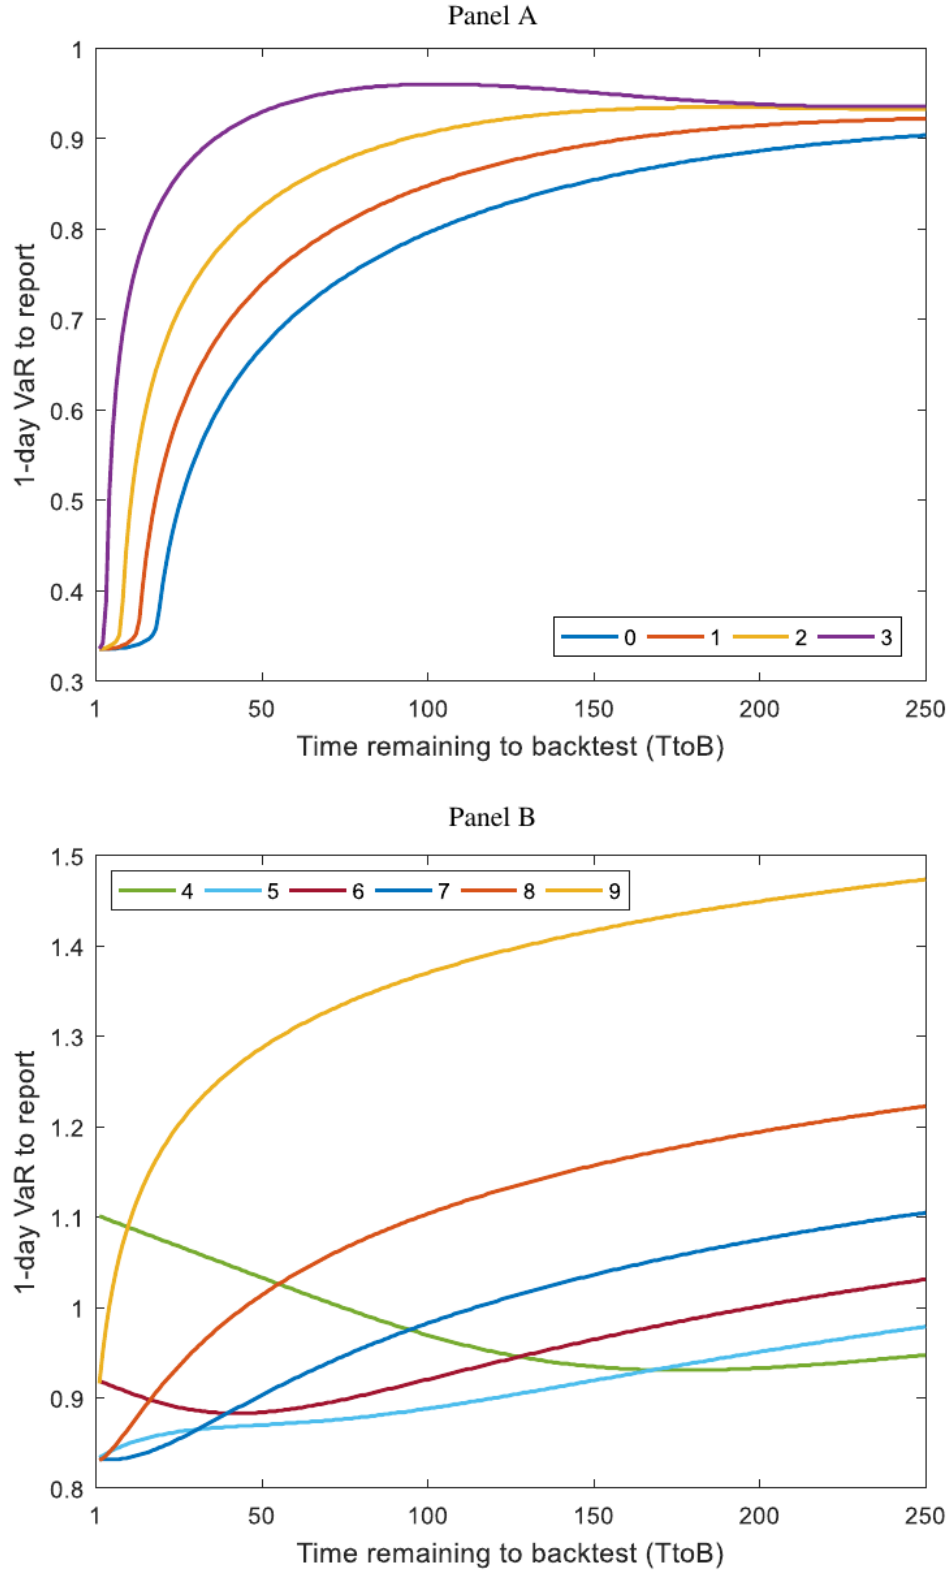 Panel A
1
0.9
0.8
0.7
0.6
0.5
0.4
0.3
1-day VaR to report
0 1 2 3
1 50 100 150 200 250
Time remaining to backtest (TtoB)
Panel B
1.5
1.4
1.3
1.2
1.1
1
0.9
0.8
1-day VaR to report
4 5 6 7 8 9
1 50 100 150 200 250
Time remaining to backtest (TtoB)